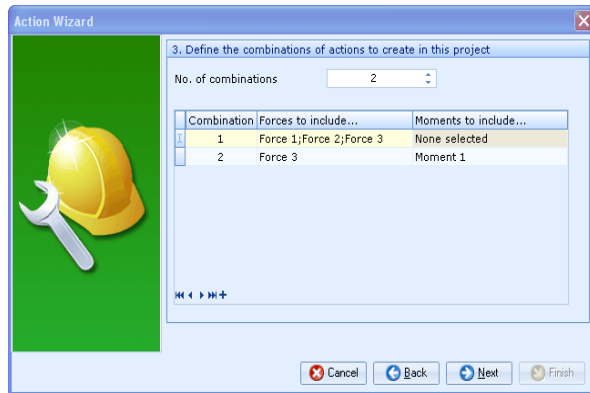 Action Wizard
3. Define the combinations of actions to create in this project
No. of combinations 2
Combination Forces to include... Moments to include...
1 Force 1;Force 2;Force 3 None selected
2 Force 3 Moment 1
Cancel Back Next Finish